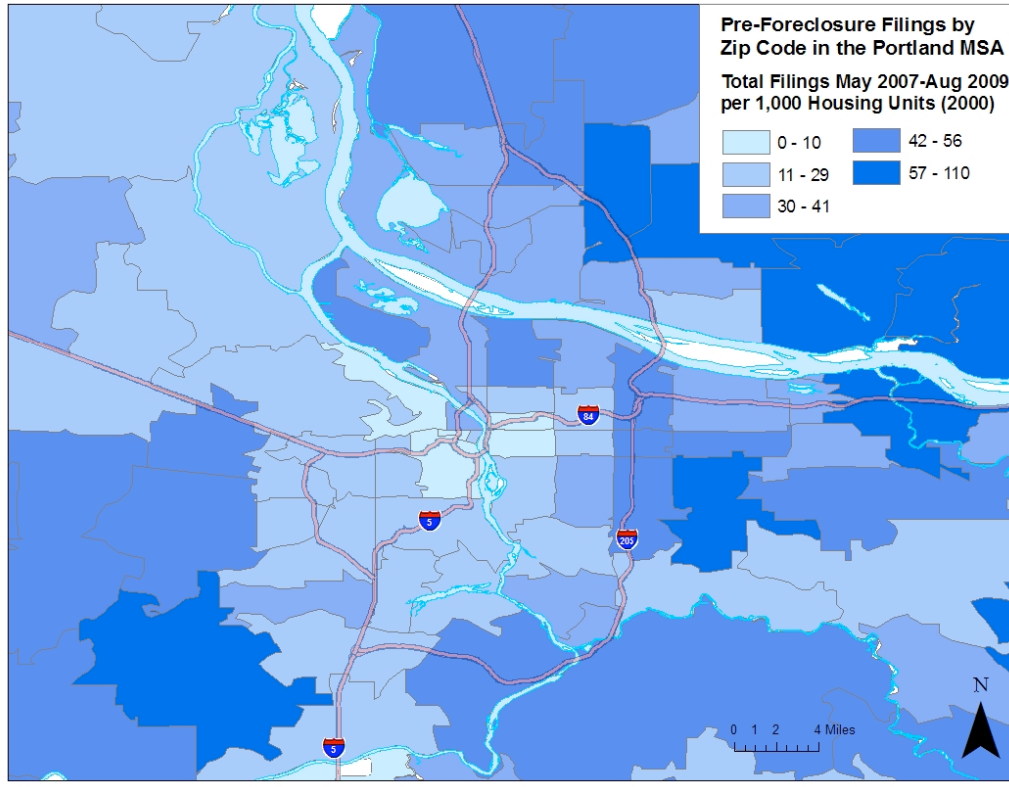 5
Pre-Foreclosure Filings by
Zip Code in the Portland MSA
Total Filings May 2007-Aug 2009
per 1,000 Housing Units (2000)
0 - 10
11 - 29
30 - 41
42 - 56
57 - 110
84
5
205
5
N
0 1 2 4 Miles